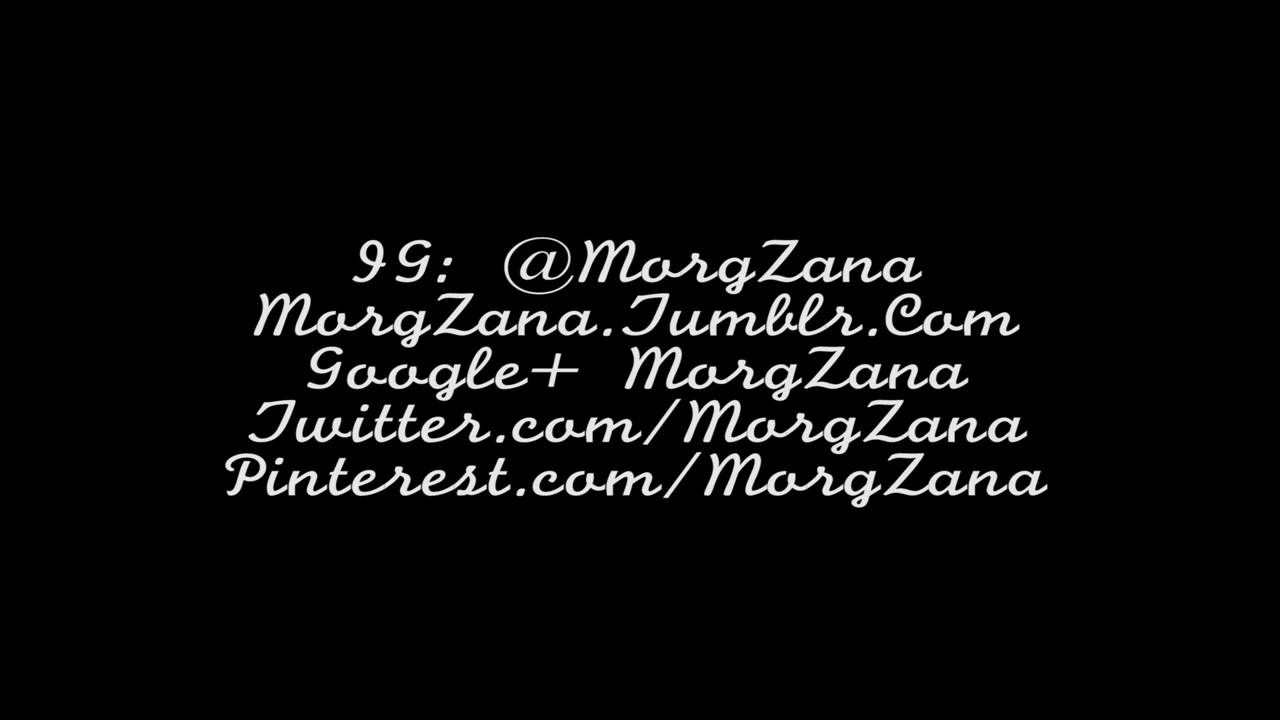 IG: @MorgZana
MorgZana.Tumblr.Com
Google+ MorgZana
Twitter.com/MorgZana
Pinterest.com/MorgZana